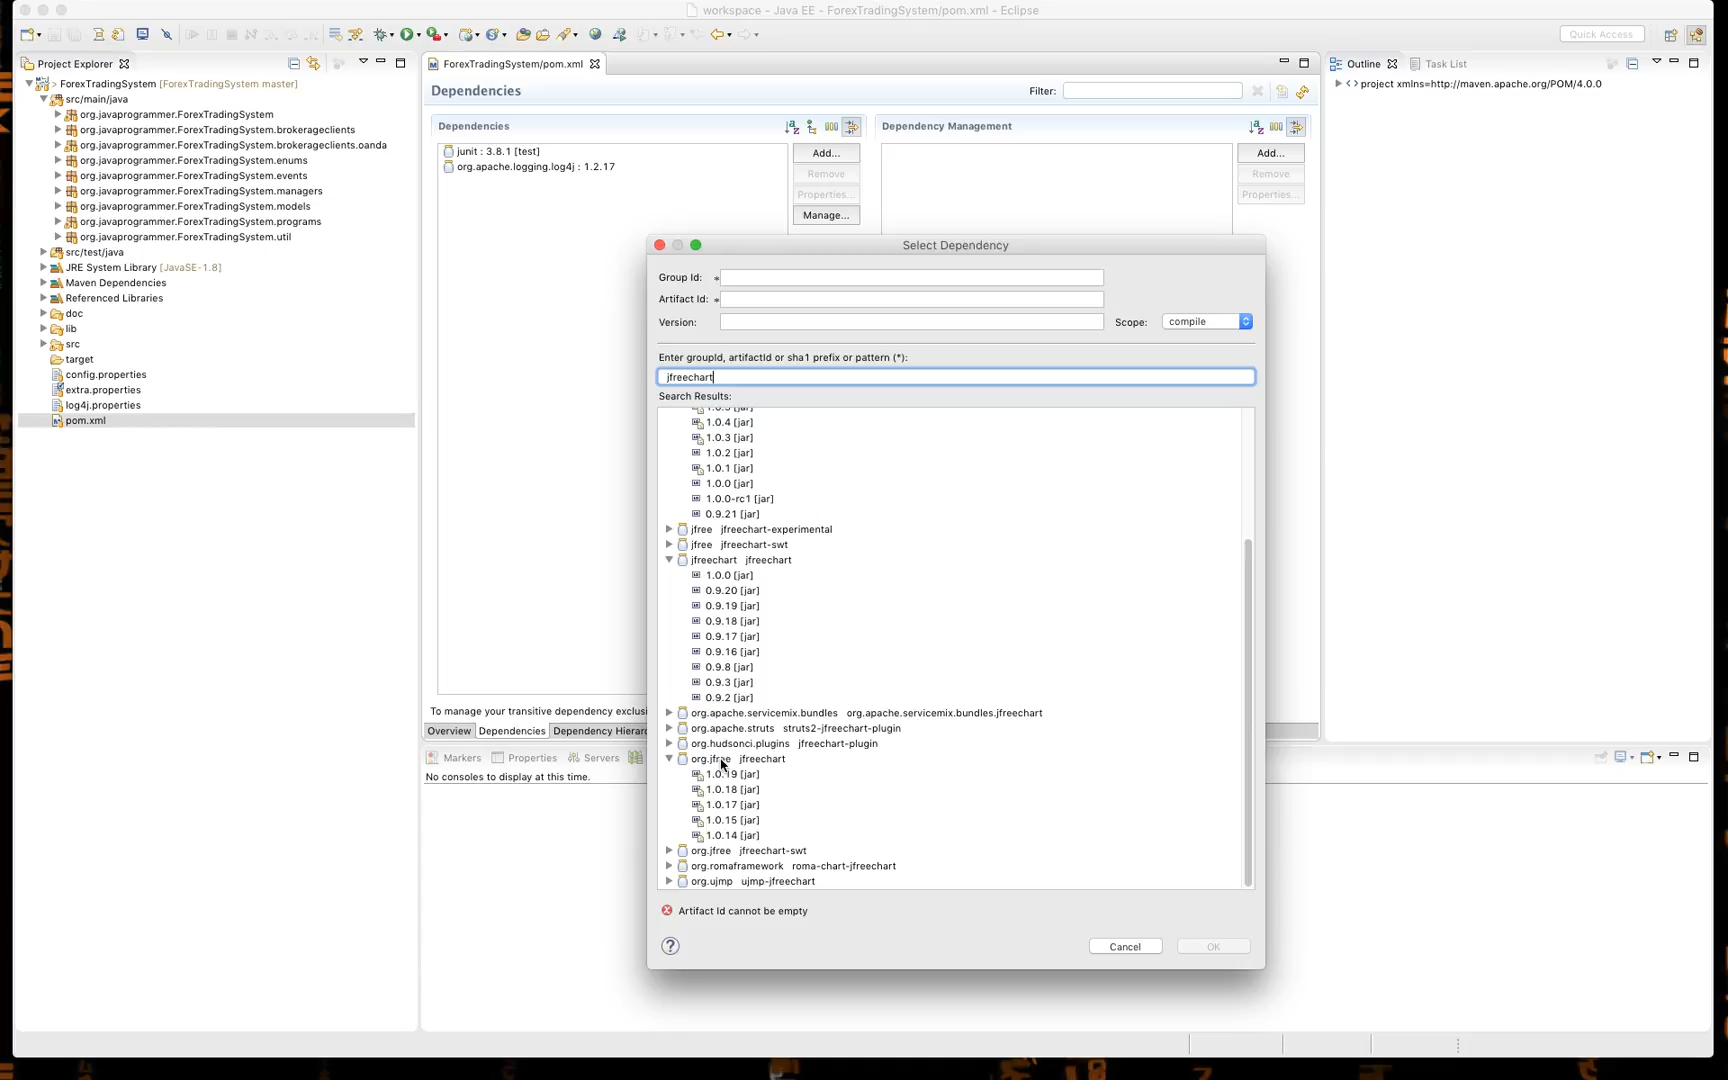 workspace - Java EE - ForexTradingSystem/pom.xml - Eclipse
Quick Access
Project Explorer
ForexTradingSystem/pom.xml
Outline
Task List
> ForexTradingSystem [ForexTradingSystem master]
src/main/java
org.javaprogrammer.ForexTradingSystem
org.javaprogrammer.ForexTradingSystem.brokerageclients
org.javaprogrammer.ForexTradingSystem.brokerageclients.oanda
org.javaprogrammer.ForexTradingSystem.enums
org.javaprogrammer.ForexTradingSystem.events
org.javaprogrammer.ForexTradingSystem.managers
org.javaprogrammer.ForexTradingSystem.models
org.javaprogrammer.ForexTradingSystem.programs
org.javaprogrammer.ForexTradingSystem.util
src/test/java
JRE System Library [JavaSE-1.8]
Maven Dependencies
Referenced Libraries
doc
lib
src
target
config.properties
extra.properties
log4j.properties
pom.xml
Dependencies
Filter:
Dependencies
junit : 3.8.1 [test]
org.apache.logging.log4j : 1.2.17
Add...
Remove
Properties...
Manage...
Dependency Management
Add...
Remove
Properties...
project xmlns=http://maven.apache.org/POM/4.0.0
To manage your transitive dependency exclusi
Overview
Dependencies
Dependency Hierar
Markers
Properties
Servers
No consoles to display at this time.
Select Dependency
Group Id: *
Artifact Id: *
Version:
Scope:
compile
Enter groupId, artifactId or sha1 prefix or pattern (*):
jfreechart
Search Results:
1.0.4 [jar]
1.0.3 [jar]
1.0.2 [jar]
1.0.1 [jar]
1.0.0 [jar]
1.0.0-rc1 [jar]
0.9.21 [jar]
jfree jfreechart-experimental
jfree jfreechart-swt
jfreechart jfreechart
1.0.0 [jar]
0.9.20 [jar]
0.9.19 [jar]
0.9.18 [jar]
0.9.17 [jar]
0.9.16 [jar]
0.9.8 [jar]
0.9.3 [jar]
0.9.2 [jar]
org.apache.servicemix.bundles org.apache.servicemix.bundles.jfreechart
org.apache.struts struts2-jfreechart-plugin
org.hudsonci.plugins jfreechart-plugin
org.jfree jfreechart
1.0.19 [jar]
1.0.18 [jar]
1.0.17 [jar]
1.0.15 [jar]
1.0.14 [jar]
org.jfree jfreechart-swt
org.romaframework roma-chart-jfreechart
org.ujmp ujmp-jfreechart
Artifact Id cannot be empty
?
Cancel
OK